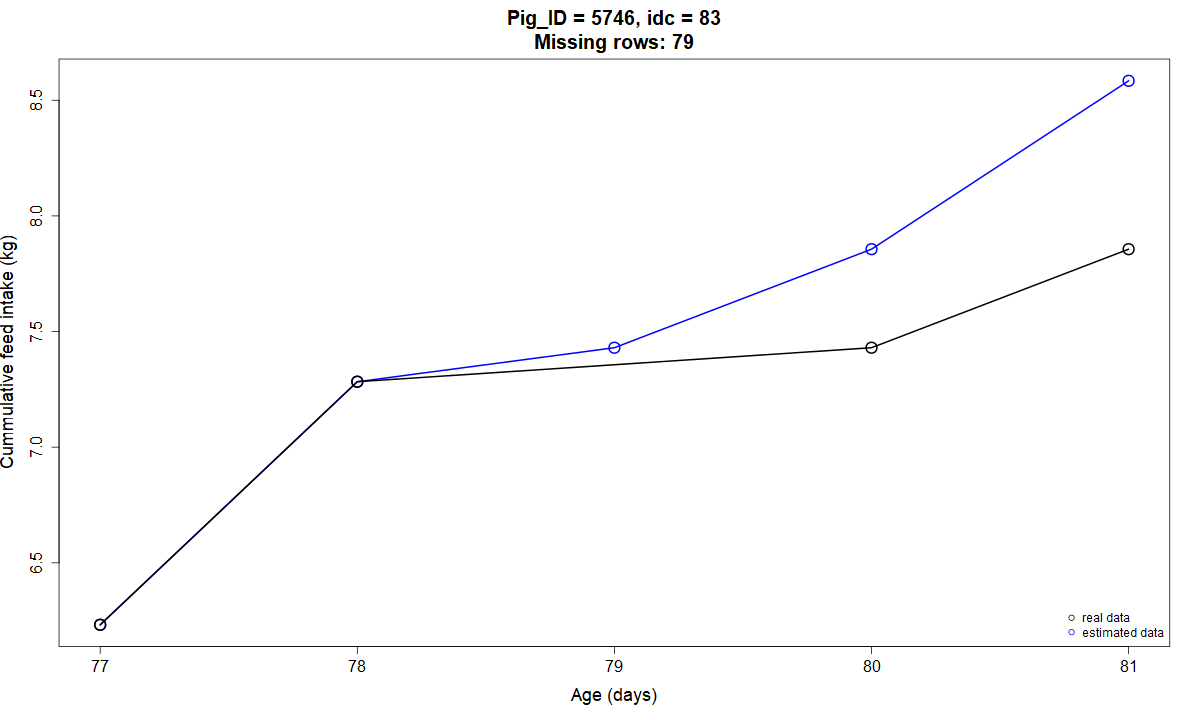 Pig_ID = 5746, idc = 83
Missing rows: 79
Cummulative feed intake (kg)
8.5
8.0
7.5
7.0
6.5
77 78 79 80 81
Age (days)
real data
estimated data